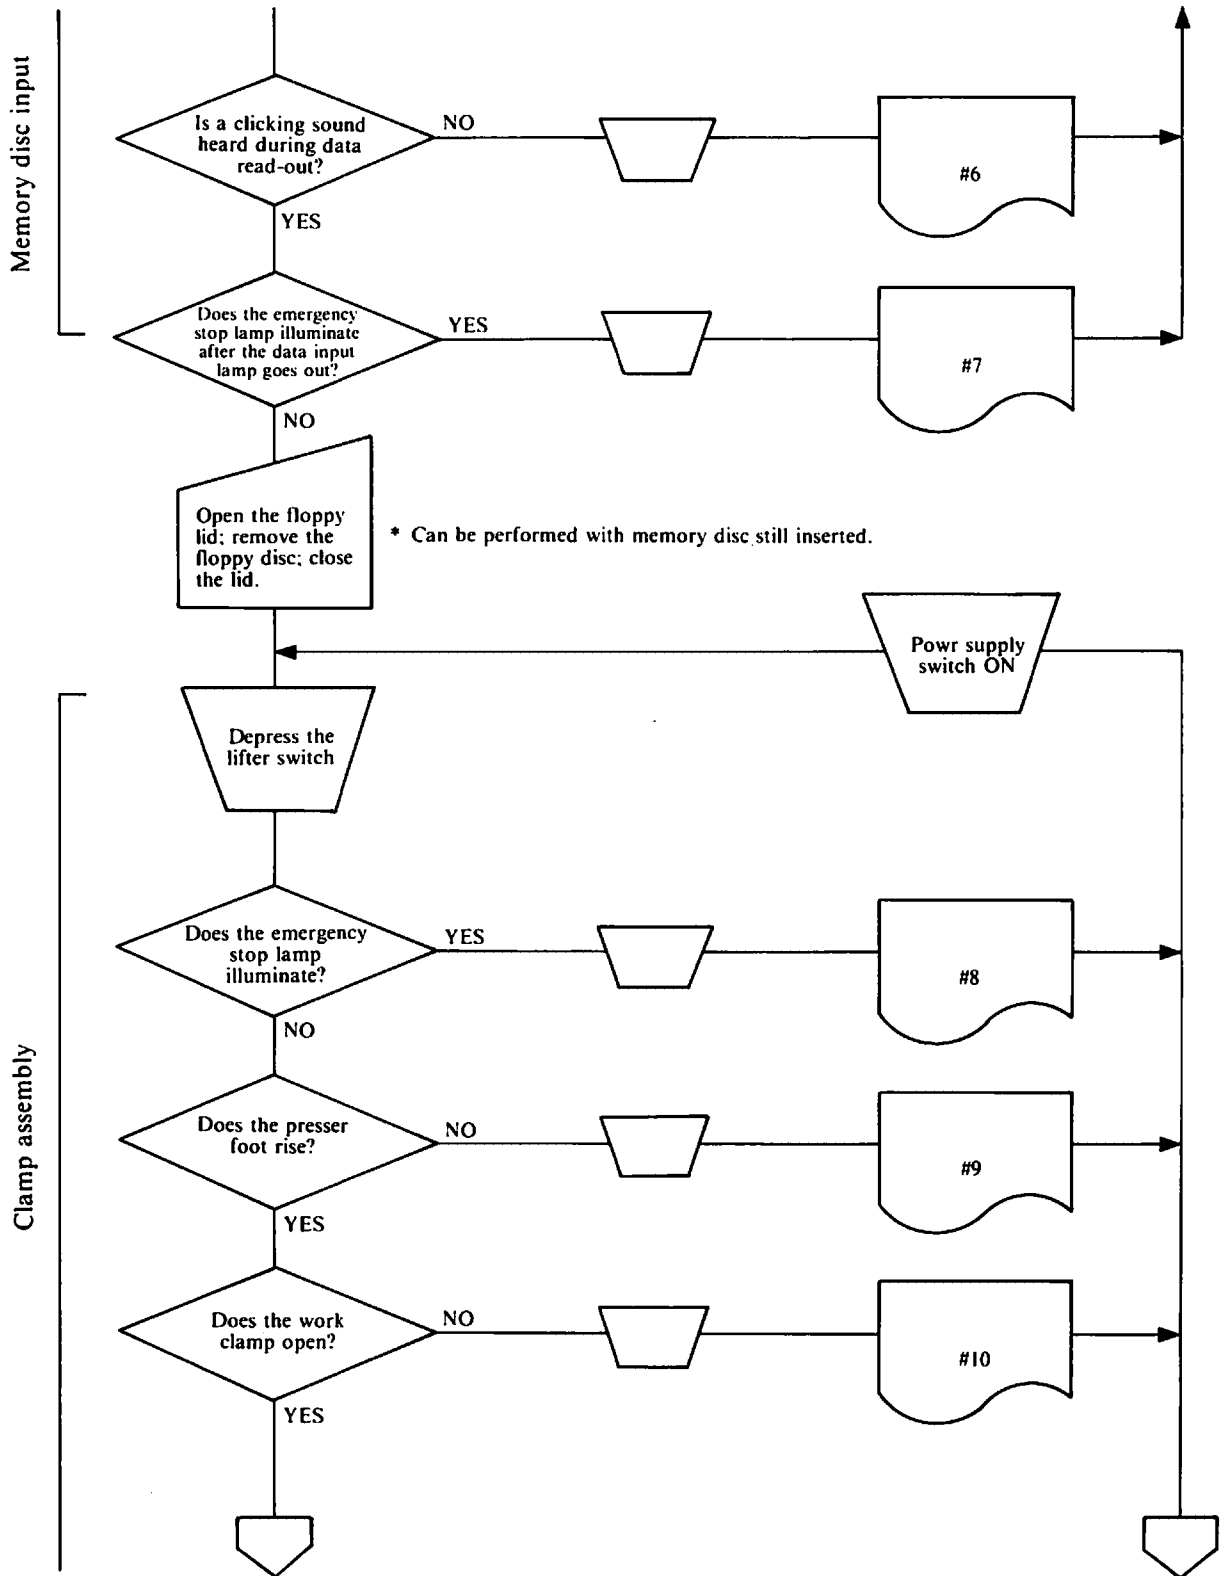 Memory disc input
Is a clicking sound
heard during data
read-out?
NO
#6
YES
Does the emergency
stop lamp illuminate
after the data input
lamp goes out?
YES
#7
NO
Open the floppy
lid; remove the
floppy disc; close
the lid.
* Can be performed with memory disc still inserted.
Powr supply
switch ON
Clamp assembly
Depress the
lifter switch
Does the emergency
stop lamp
illuminate?
YES
#8
NO
Does the presser
foot rise?
NO
#9
YES
Does the work
clamp open?
NO
#10
YES